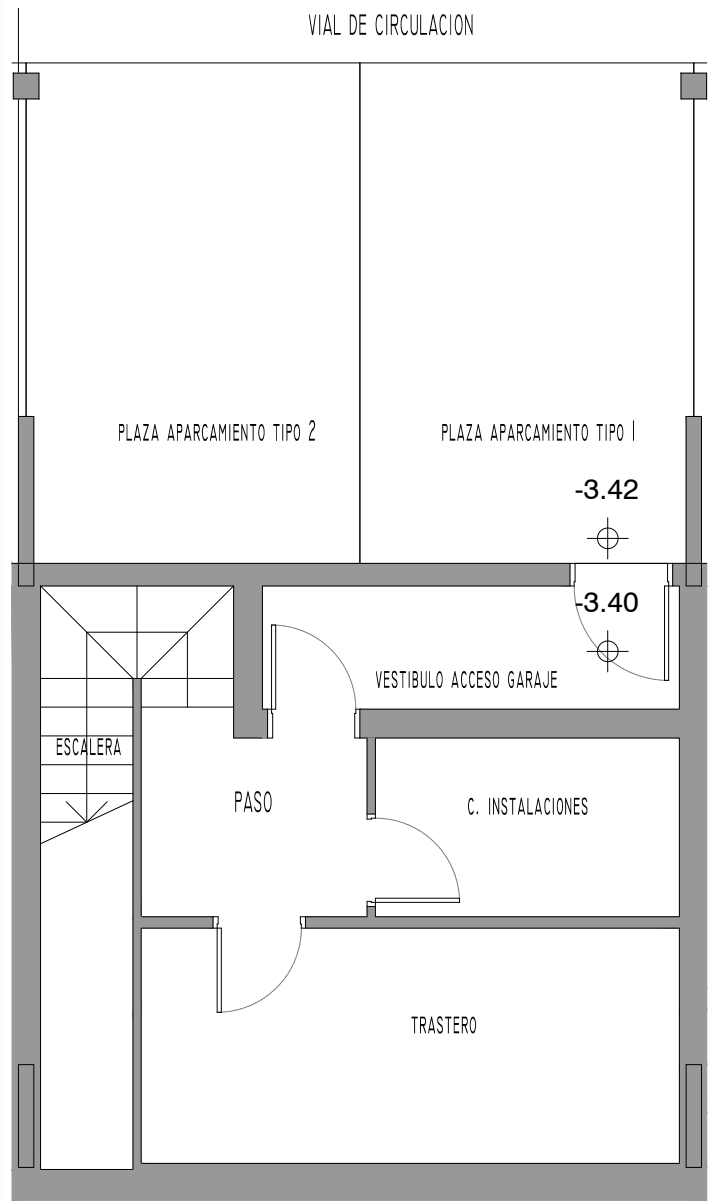 VIAL DE CIRCULACION
PLAZA APARCAMIENTO TIPO 2
PLAZA APARCAMIENTO TIPO 1
-3.42
-3.40
VESTIBULO ACCESO GARAJE
ESCALERA
PASO
C. INSTALACIONES
TRASTERO